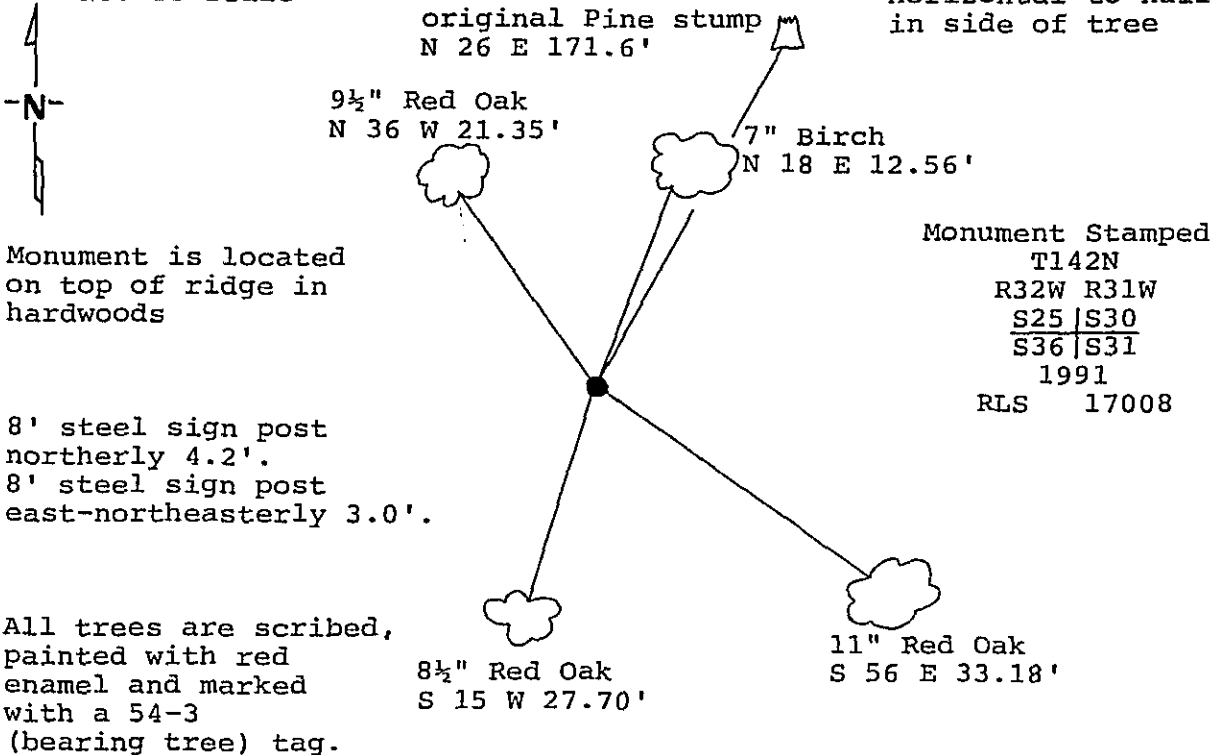 original Pine stump
N 26 E 171.6'
in side of tree
-N-
9½" Red Oak
N 36 W 21.35'
7" Birch
N 18 E 12.56'
Monument is located
on top of ridge in
hardwoods
Monument Stamped
T142N
R32W R31W
S25|S30
S36|S31
1991
RLS 17008
8' steel sign post
northerly 4.2'.
8' steel sign post
east-northeasterly 3.0'.
All trees are scribed,
painted with red
enamel and marked
with a 54-3
(bearing tree) tag.
8½" Red Oak
S 15 W 27.70'
11" Red Oak
S 56 E 33.18'